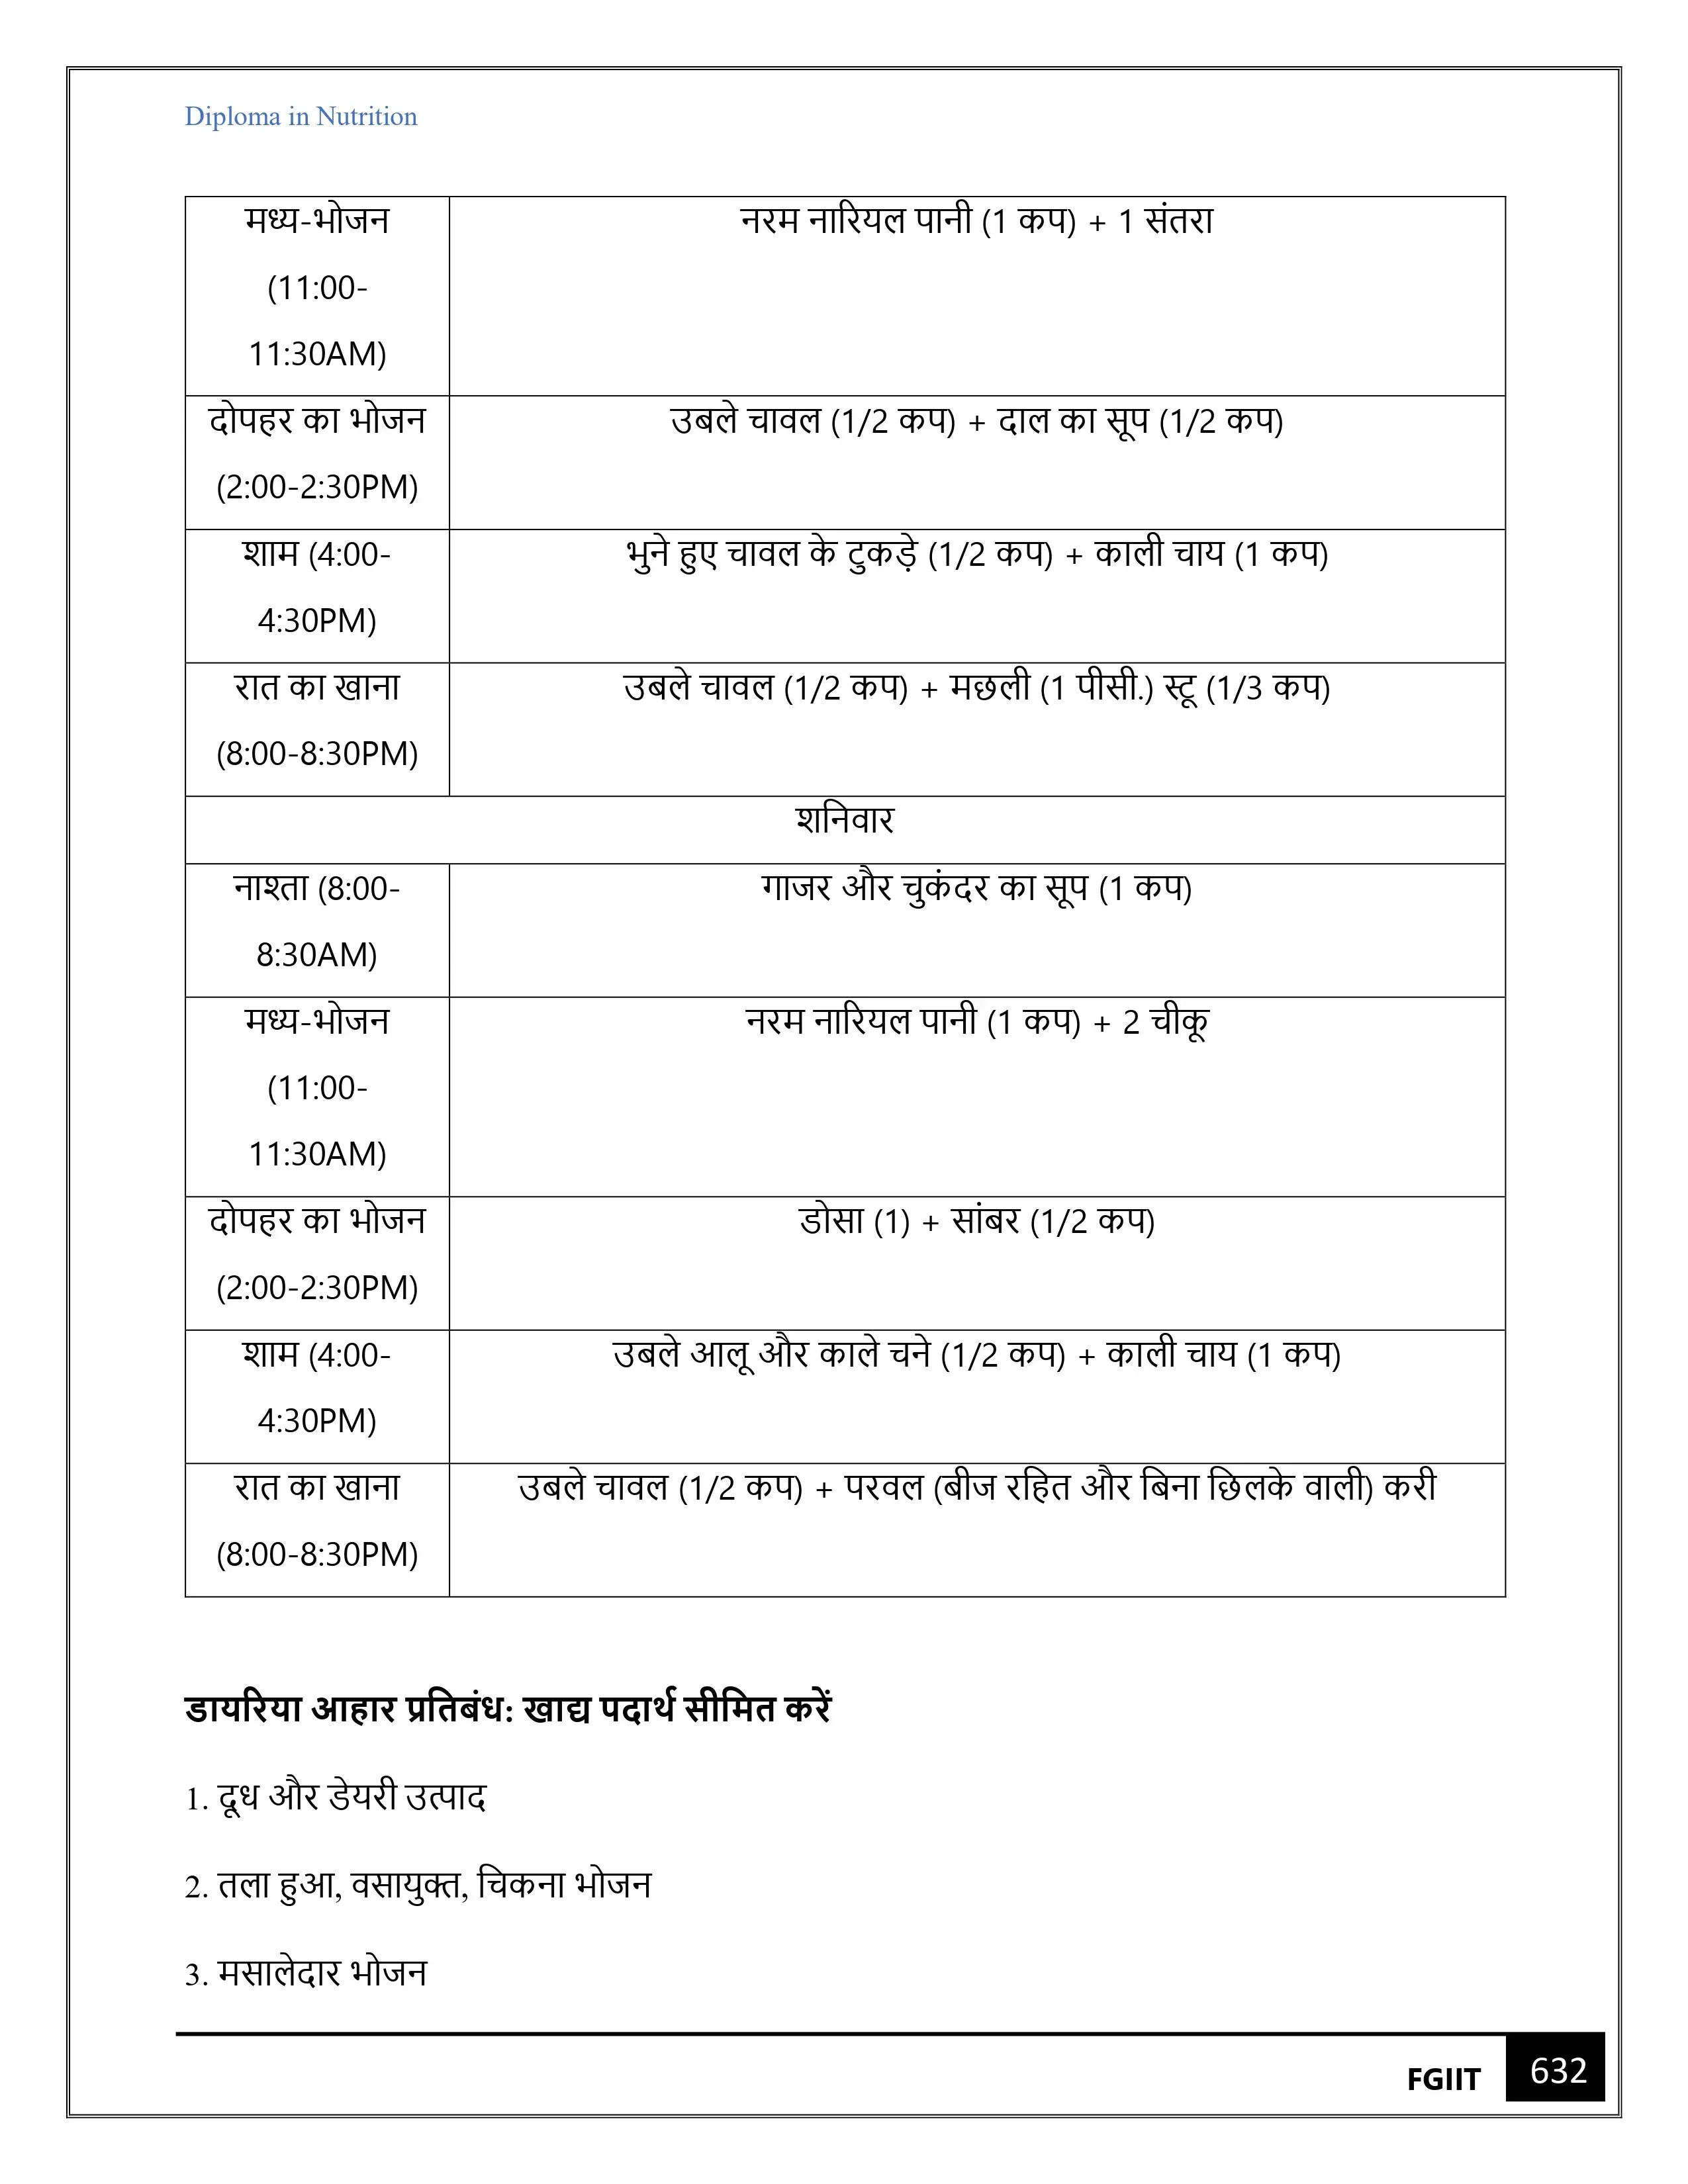 Diploma in Nutrition
मध्य-भोजन
(11:00-
11:30AM)
नरम नारियल पानी (1 कप) + 1 संतरा
दोपहर का भोजन
(2:00-2:30PM)
उबले चावल (1/2 कप) + दाल का सूप (1/2 कप)
शाम (4:00-
4:30PM)
भुने हुए चावल के टुकड़े (1/2 कप) + काली चाय (1 कप)
रात का खाना
(8:00-8:30PM)
उबले चावल (1/2 कप) + मछली (1 पीसी.) स्टू (1/3 कप)
शनिवार
नाश्ता (8:00-
8:30AM)
गाजर और चुकंदर का सूप (1 कप)
मध्य-भोजन
(11:00-
11:30AM)
नरम नारियल पानी (1 कप) + 2 चीकू
दोपहर का भोजन
(2:00-2:30PM)
डोसा (1) + सांबर (1/2 कप)
शाम (4:00-
4:30PM)
उबले आलू और काले चने (1/2 कप) + काली चाय (1 कप)
रात का खाना
(8:00-8:30PM)
उबले चावल (1/2 कप) + परवल (बीज रहित और बिना छिलके वाली) करी
डायरिया आहार प्रतिबंध: खाद्य पदार्थ सीमित करें
1. दूध और डेयरी उत्पाद
2. तला हुआ, वसायुक्त, चिकना भोजन
3. मसालेदार भोजन
FGIIT
632